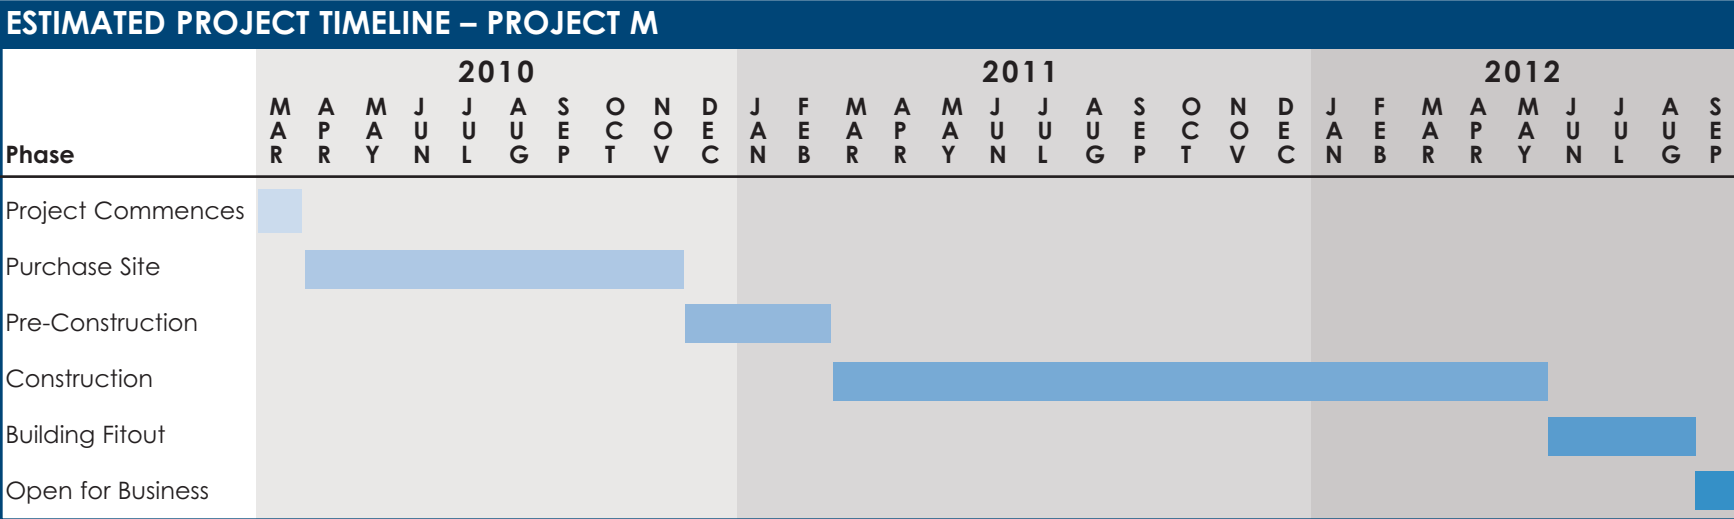 ESTIMATED PROJECT TIMELINE – PROJECT M
2010 2011 2012
Phase MAR APR MAY JUN JUL AUG SEP OCT NOV DEC JAN FEB MAR APR MAY JUN JUL AUG SEP OCT NOV DEC JAN FEB MAR APR MAY JUN JUL AUG SEP
Project Commences
Purchase Site
Pre-Construction
Construction
Building Fitout
Open for Business